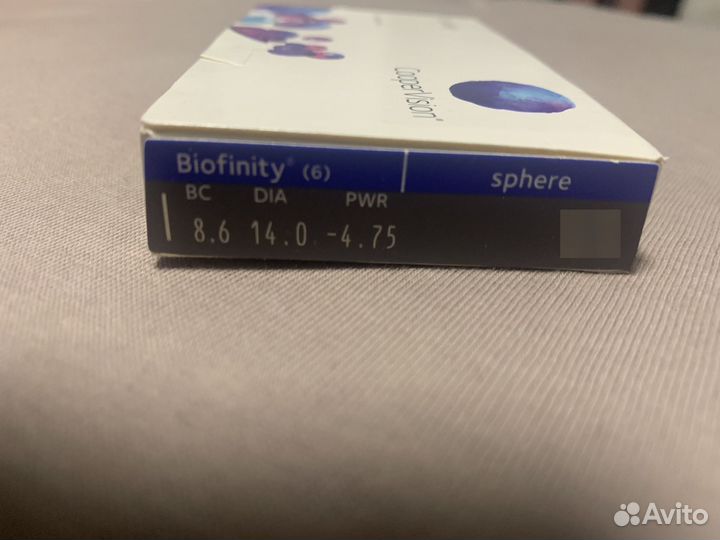 CooperVision®
Biofinity® (6) sphere
BC DIA PWR
8.6 14.0 -4.75
Avito